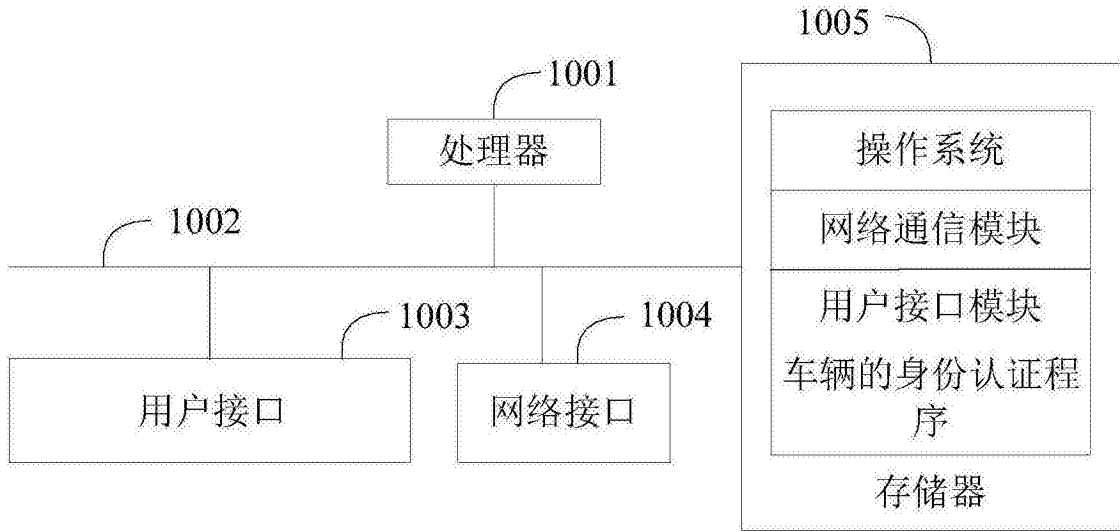 1005
1001
处理器
操作系统
1002
网络通信模块
1003
1004
用户接口模块
用户接口
网络接口
车辆的身份认证程
序
存储器